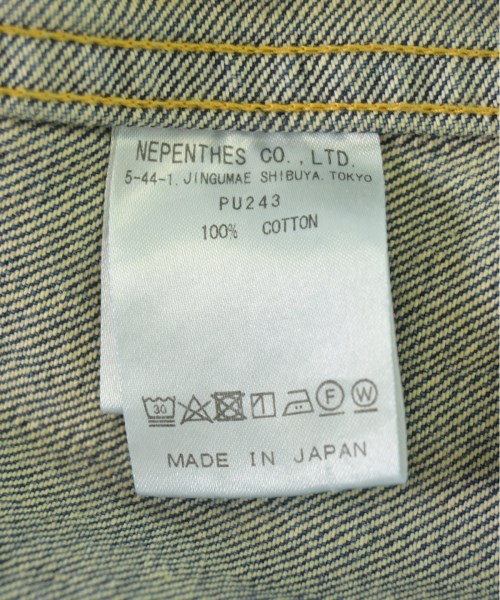 NEPENTHES CO.,LTD.
5-44-1. JINGUMAE SHIBUYA. TOKYO
PU243
100% COTTON
30 F W
MADE IN JAPAN